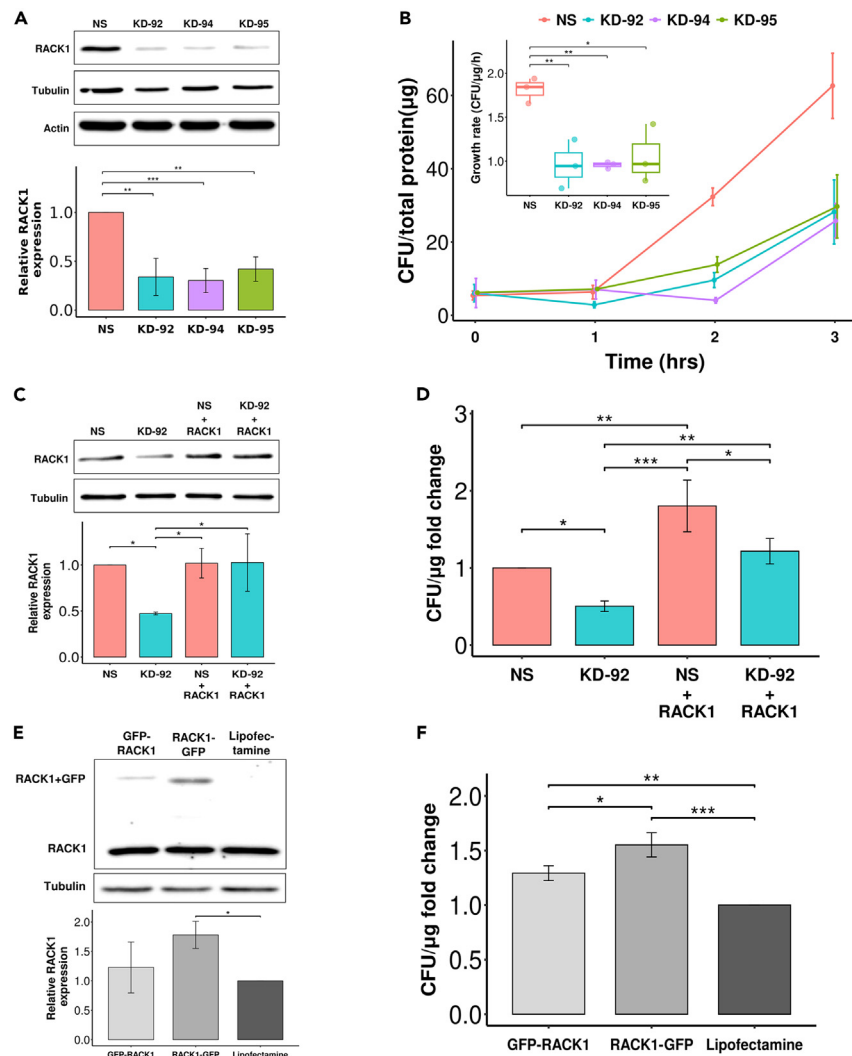 A
NS KD-92 KD-94 KD-95
RACK1
Tubulin
Actin
Relative RACK1
expression
** 
***
**
1.0
0.5
0.0
NS KD-92 KD-94 KD-95
B
NS KD-92 KD-94 KD-95
CFU/total protein(µg)
60
40
20
0
0 1 2 3
Time (hrs)
Growth rate (CFU/µg/h)
2.0
1.0
*
**
**
NS KD-92 KD-94 KD-95
C
NS KD-92 NS + RACK1 KD-92 + RACK1
RACK1
Tubulin
Relative RACK1
expression
1.0
0.5
0.0
*
*
*
NS KD-92 NS + RACK1 KD-92 + RACK1
D
CFU/µg fold change
3
2
1
0
**
**
***
*
*
NS KD-92 NS + RACK1 KD-92 + RACK1
E
GFP-RACK1 RACK1-GFP Lipofec-tamine
RACK1+GFP
RACK1
Tubulin
Relative RACK1
expression
2.0
1.5
1.0
0.5
0.0
*
GFP-RACK1 RACK1-GFP Lipofectamine
F
CFU/µg fold change
2.0
1.5
1.0
0.5
0.0
**
*
***
GFP-RACK1 RACK1-GFP Lipofectamine